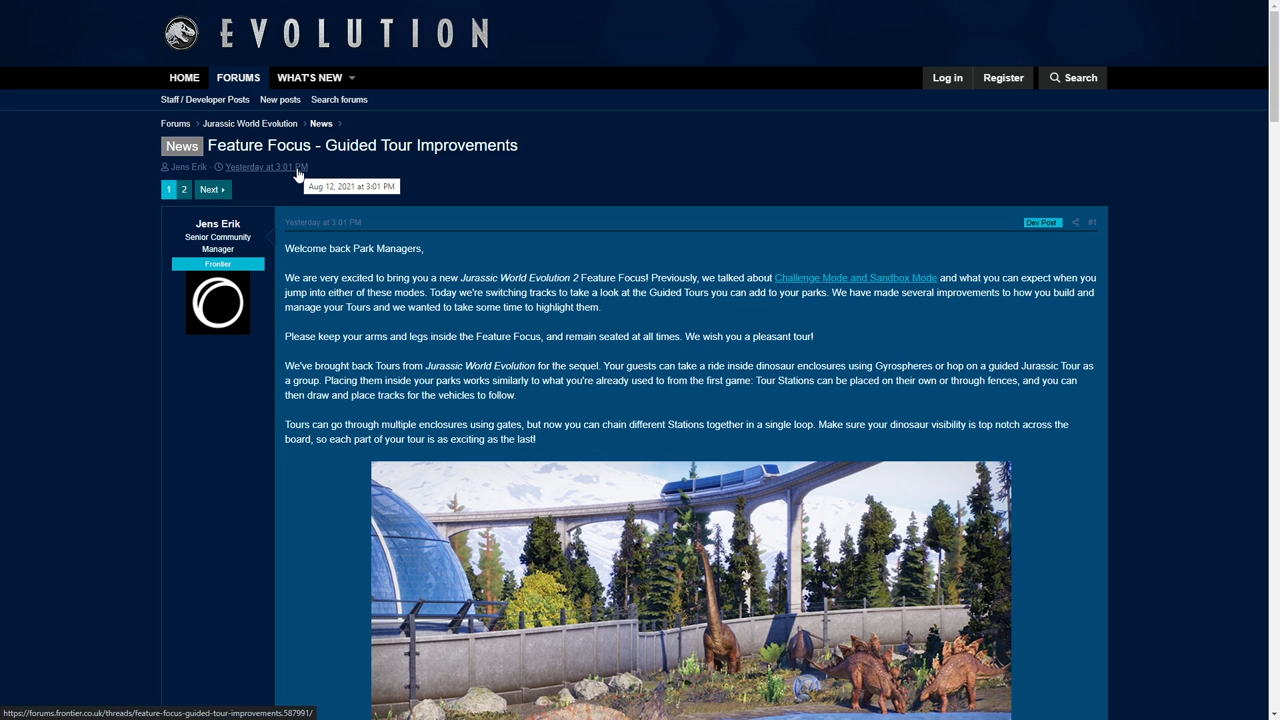 EVOLUTION
HOME FORUMS WHAT'S NEW Log in Register Search
Staff / Developer Posts New posts Search forums
Forums Jurassic World Evolution News
News Feature Focus - Guided Tour Improvements
Jens Erik · Yesterday at 3:01 PM
Aug 12, 2021 at 3:01 PM
1 2 Next
Jens Erik
Senior Community
Manager
Frontier
Yesterday at 3:01 PM Dev Post #1
Welcome back Park Managers,
We are very excited to bring you a new Jurassic World Evolution 2 Feature Focus! Previously, we talked about Challenge Mode and Sandbox Mode and what you can expect when you
jump into either of these modes. Today we're switching tracks to take a look at the Guided Tours you can add to your parks. We have made several improvements to how you build and
manage your Tours and we wanted to take some time to highlight them.
Please keep your arms and legs inside the Feature Focus, and remain seated at all times. We wish you a pleasant tour!
We've brought back Tours from Jurassic World Evolution for the sequel. Your guests can take a ride inside dinosaur enclosures using Gyrospheres or hop on a guided Jurassic Tour as
a group. Placing them inside your parks works similarly to what you're already used to from the first game: Tour Stations can be placed on their own or through fences, and you can
then draw and place tracks for the vehicles to follow.
Tours can go through multiple enclosures using gates, but now you can chain different Stations together in a single loop. Make sure your dinosaur visibility is top notch across the
board, so each part of your tour is as exciting as the last!
https://forums.frontier.co.uk/threads/feature-focus-guided-tour-improvements.587991/